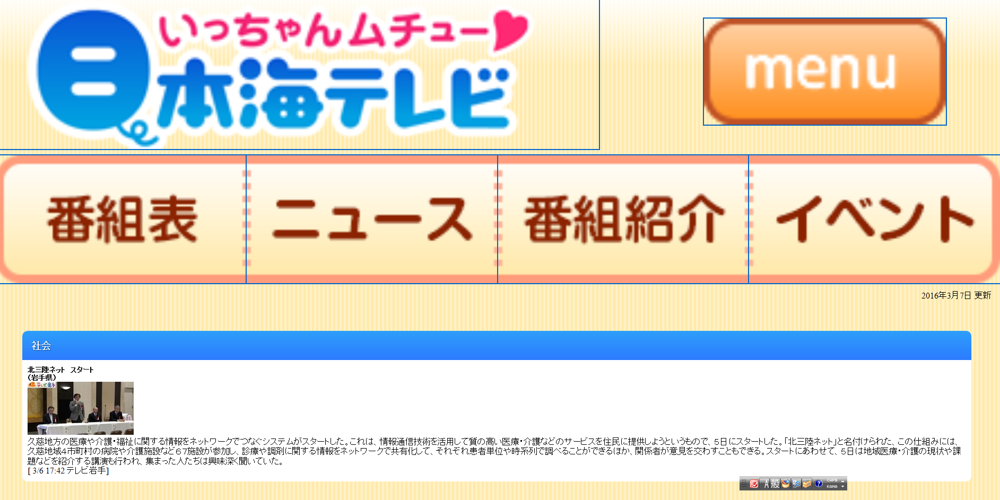 いっちゃんムチュー
日本海テレビ
menu
番組表 ニュース 番組紹介 イベント
2016年3月7日 更新
社会
北三陸ネット　スタート
（岩手県）
テレビ岩手
久慈地方の医療や介護・福祉に関する情報をネットワークでつなぐシステムがスタートした。これは、情報通信技術を活用して質の高い医療・介護などのサービスを住民に提供しようというもので、５日にスタートした。「北三陸ネット」と名付けられた、この仕組みには、
久慈地域４市町村の病院や介護施設など６７施設が参加し、診療や調剤に関する情報をネットワークで共有化して、それぞれ患者単位や時系列で調べることができるほか、関係者が意見を交わすこともできる。スタートにあわせて、５日は地域医療・介護の現状や課
題などを紹介する講演も行われ、集まった人たちは興味深く聞いていた。
[ 3/6 17:42 テレビ岩手]
A 般 CAPS
KANA